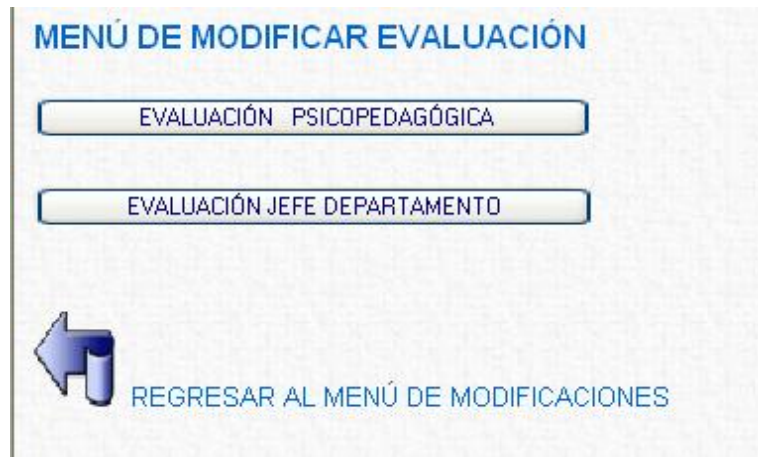 MENÚ DE MODIFICAR EVALUACIÓN
EVALUACIÓN PSICOPEDAGÓGICA
EVALUACIÓN JEFE DEPARTAMENTO
REGRESAR AL MENÚ DE MODIFICACIONES